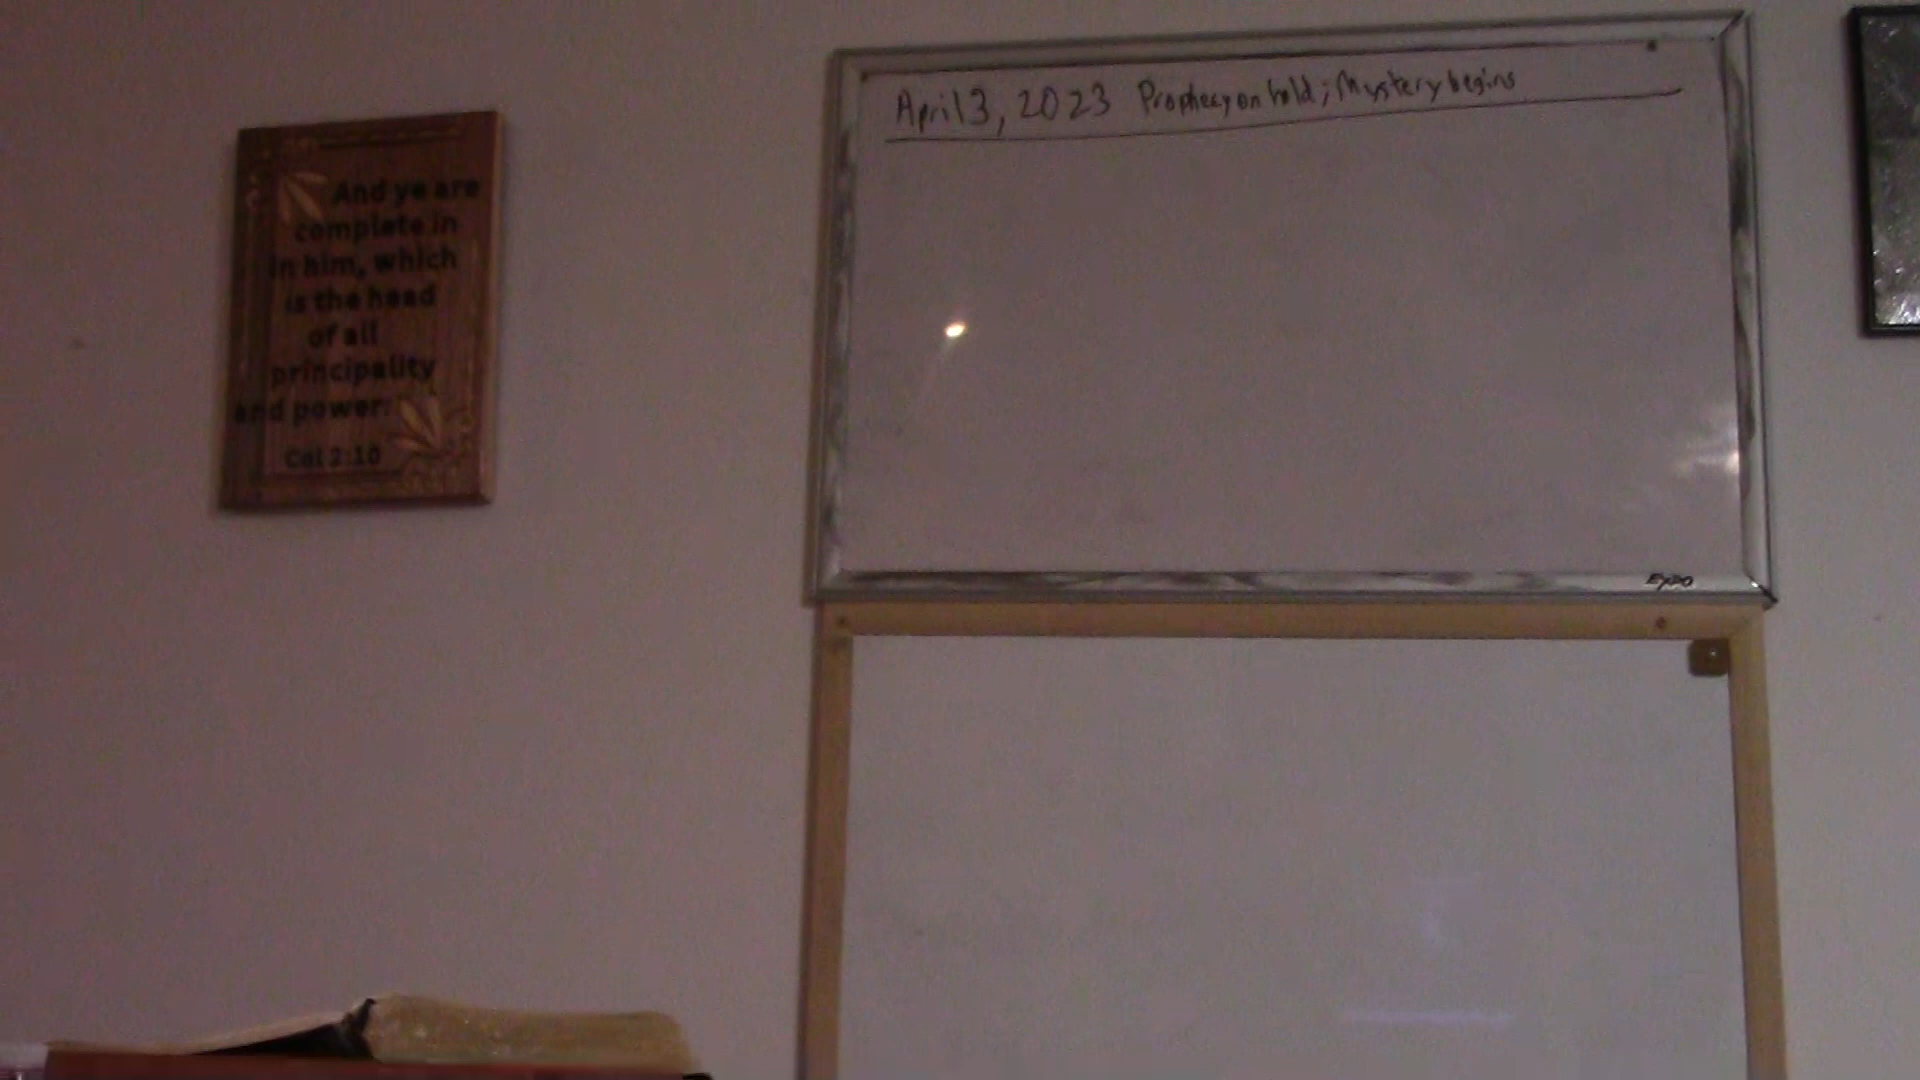 And ye are
complete in
in him, which
is the head
of all
principality
and power:
Col 2:10
April 3, 2023 Prophecy on hold; Mystery begins
EXPO